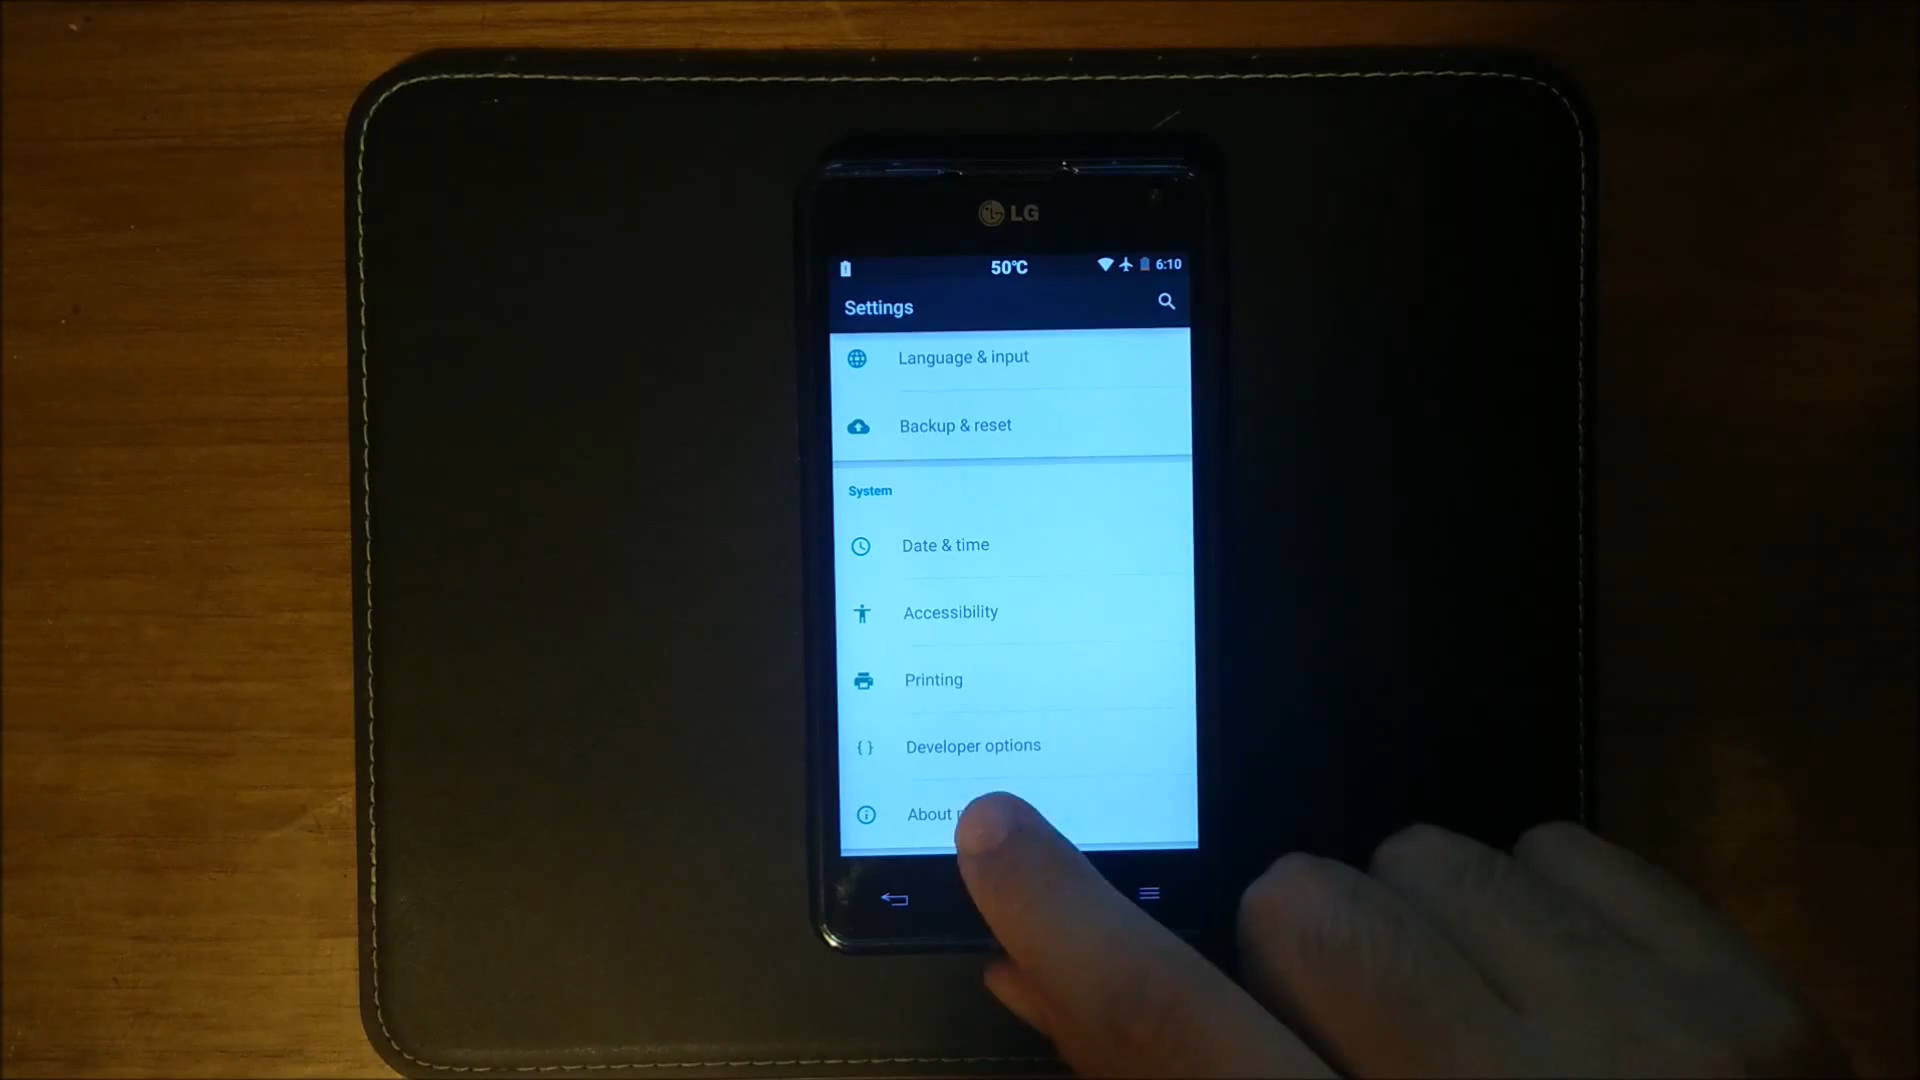 LG
50°C 6:10
Settings
Language & input
Backup & reset
System
Date & time
Accessibility
Printing
{ } Developer options
About